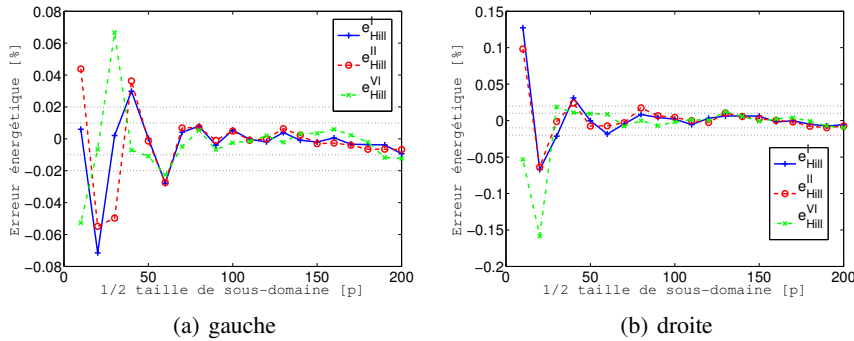 0.08
0.06
0.04
0.02
0
−0.02
−0.04
−0.06
−0.08
0 50 100 150 200
Erreur énergétique [%]
1/2 taille de sous-domaine [p]
e^I_Hill
e^II_Hill
e^VI_Hill
(a) gauche
0.15
0.1
0.05
0
−0.05
−0.1
−0.15
−0.2
0 50 100 150 200
Erreur énergétique [%]
1/2 taille de sous-domaine [p]
e^I_Hill
e^II_Hill
e^VI_Hill
(b) droite